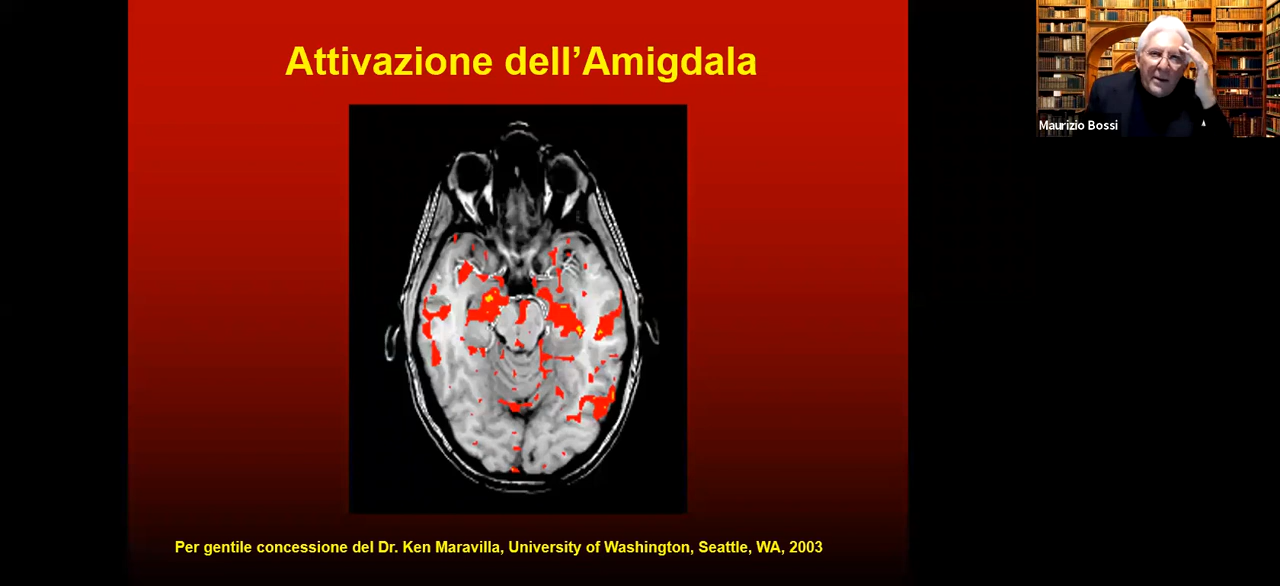 Attivazione dell’Amigdala
Maurizio Bossi
Per gentile concessione del Dr. Ken Maravilla, University of Washington, Seattle, WA, 2003